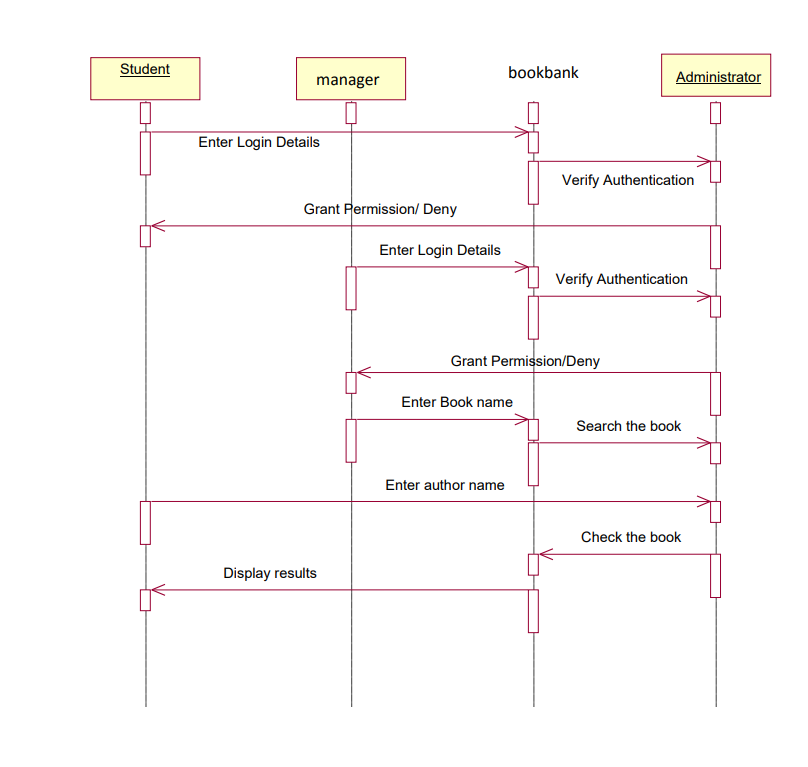 Student
manager
bookbank
Administrator
Enter Login Details
Verify Authentication
Grant Permission/ Deny
Enter Login Details
Verify Authentication
Grant Permission/Deny
Enter Book name
Search the book
Enter author name
Check the book
Display results